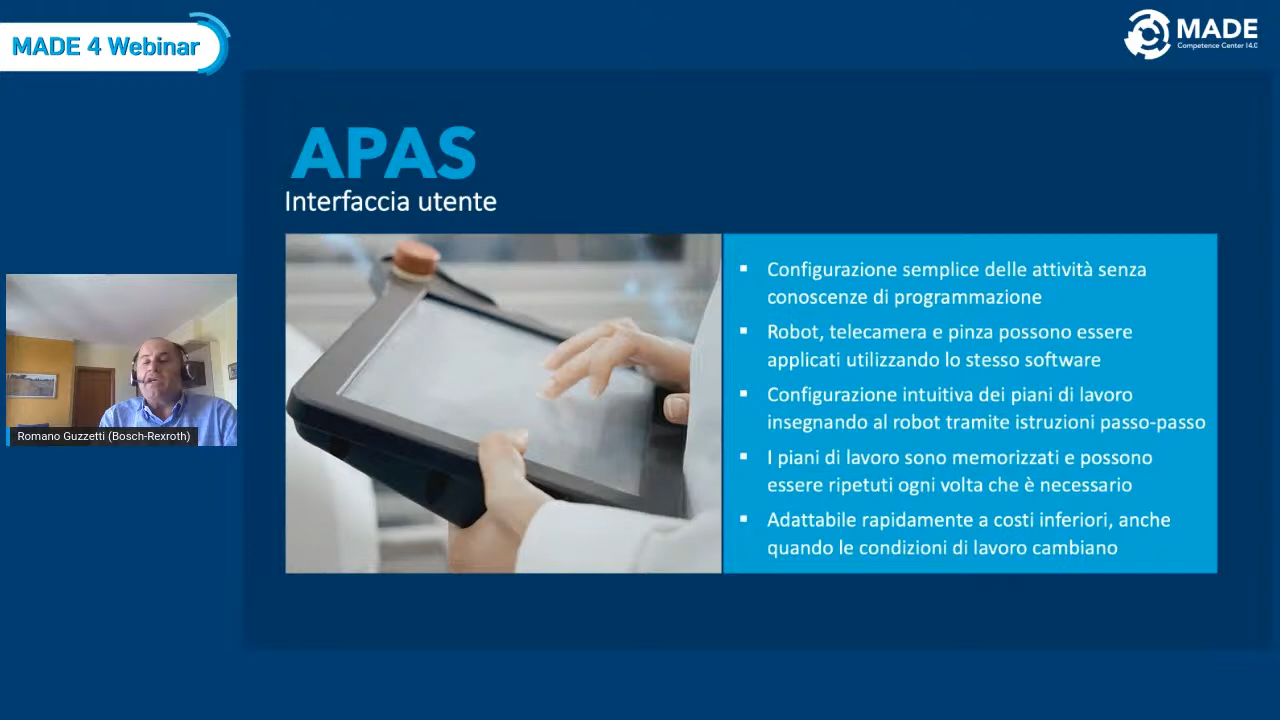 MADE 4 Webinar
MADE
Competence Center I4.0
APAS
Interfaccia utente
▪ Configurazione semplice delle attività senza
conoscenze di programmazione
▪ Robot, telecamera e pinza possono essere
applicati utilizzando lo stesso software
▪ Configurazione intuitiva dei piani di lavoro
insegnando al robot tramite istruzioni passo-passo
▪ I piani di lavoro sono memorizzati e possono
essere ripetuti ogni volta che è necessario
▪ Adattabile rapidamente a costi inferiori, anche
quando le condizioni di lavoro cambiano
Romano Guzzetti (Bosch-Rexroth)